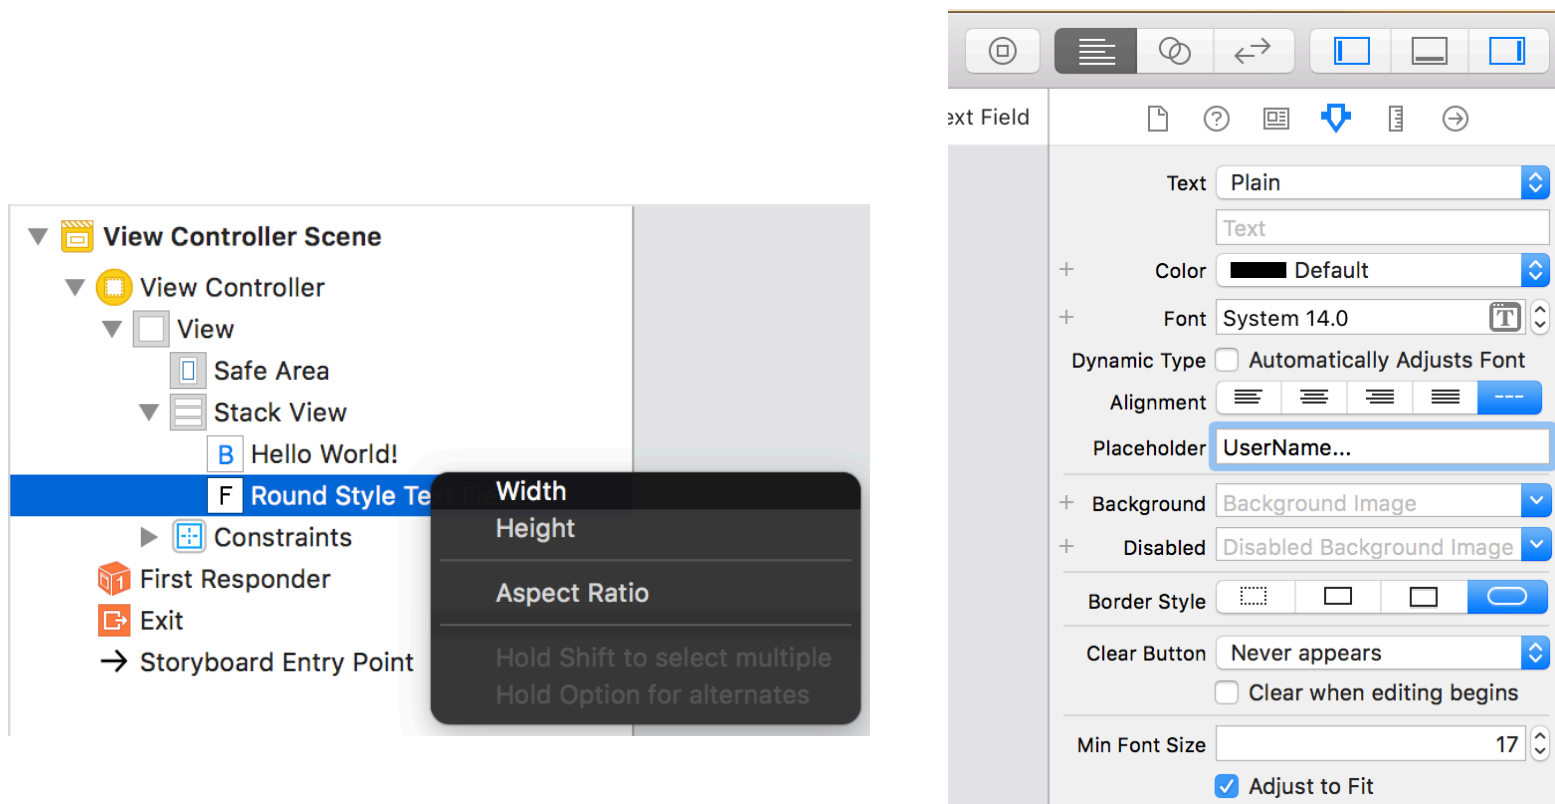 View Controller Scene
View Controller
View
Safe Area
Stack View
B Hello World!
F Round Style Te
Constraints
First Responder
Exit
Storyboard Entry Point
Width
Height
Aspect Ratio
Hold Shift to select multiple
Hold Option for alternates
ext Field
Text Plain
Text
Color Default
Font System 14.0 T
Dynamic Type Automatically Adjusts Font
Alignment ---
Placeholder UserName...
Background Background Image
Disabled Disabled Background Image
Border Style
Clear Button Never appears
Clear when editing begins
Min Font Size 17
Adjust to Fit